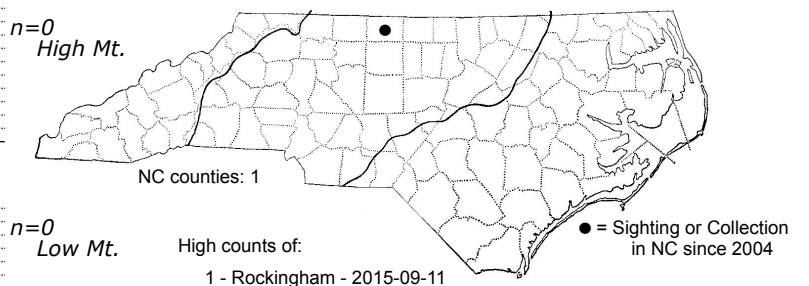 n=0
High Mt.
NC counties: 1
n=0
Low Mt.
High counts of:
1 - Rockingham - 2015-09-11
● = Sighting or Collection
in NC since 2004